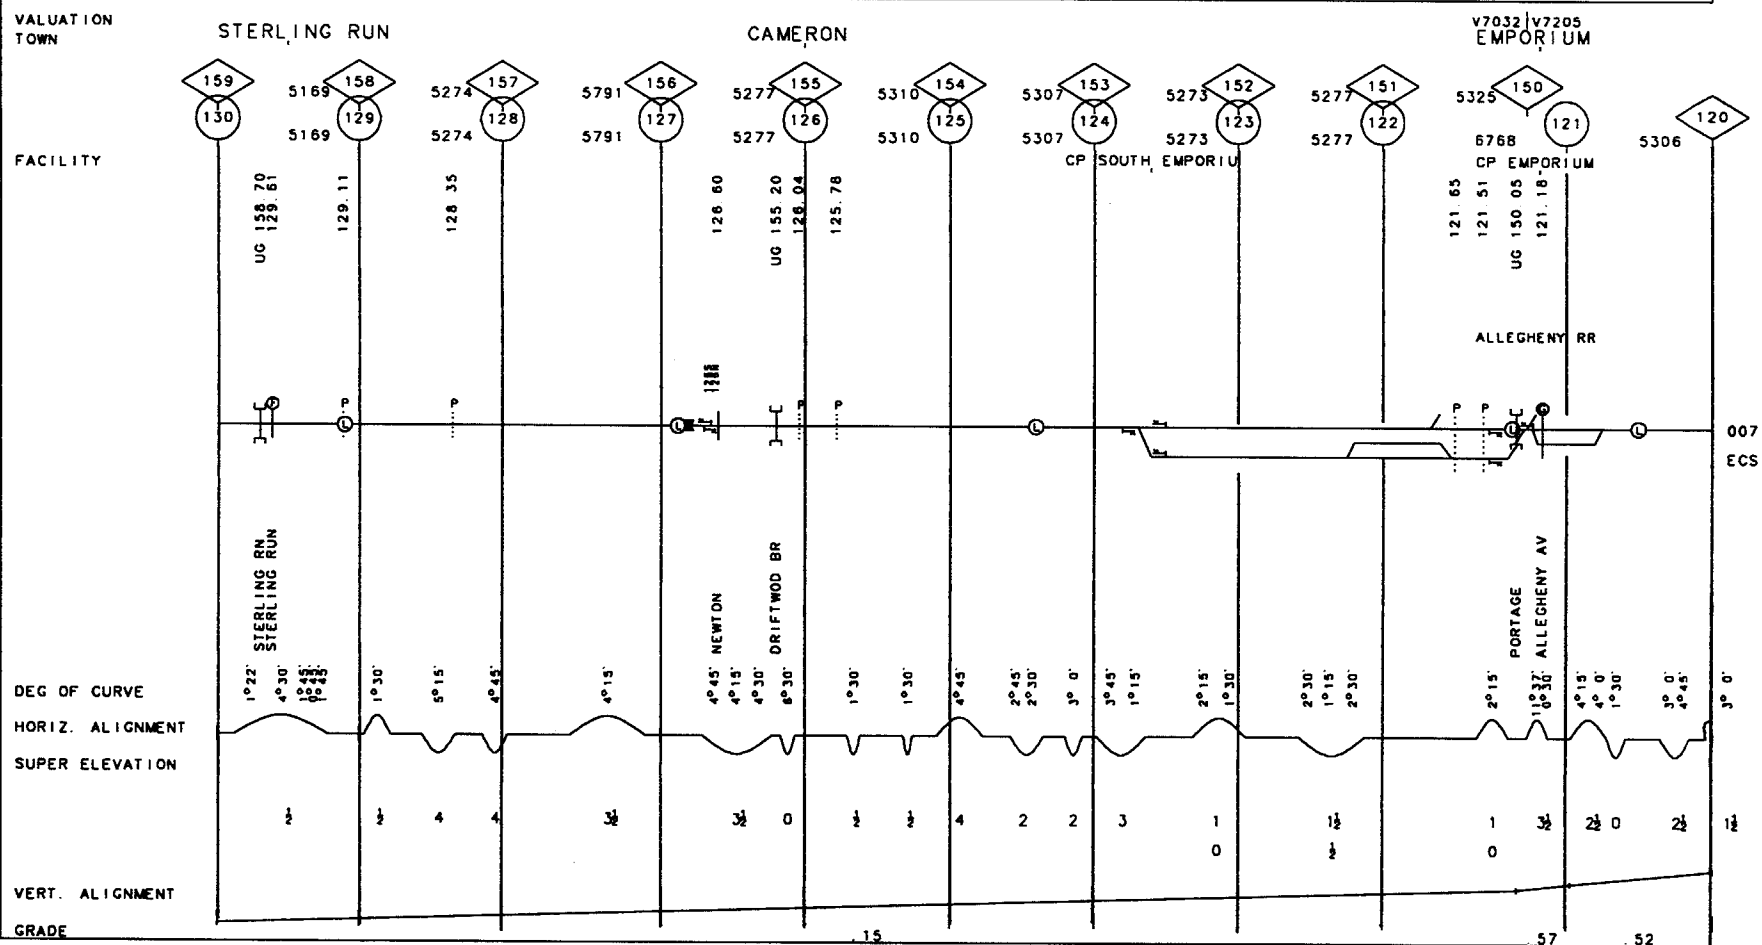 VALUATION
TOWN
STERLING RUN
CAMERON
V7032 V7205
EMPORIUM
159 5169 158 5274 157 5791 156 5277 155 5310 154 5307 153 5273 152 5277 151 5325 150
130 5169 129 5274 128 5791 127 5277 126 5310 125 5307 124 5273 123 5277 122 6768 121 5306 120
FACILITY
CP SOUTH EMPORIU
CP EMPORIUM
UG 158.70
129.61
129.11
128.35
126.60
UG 155.20
126.04
125.78
121.65
121.51
UG 150.05
121.18
ALLEGHENY RR
F P L P L P P L P P L G L
007
ECS
STERLING RN
STERLING RUN
NEWTON
DRIFTWOD BR
PORTAGE
ALLEGHENY AV
DEG OF CURVE
1°22' 4°30' 1°45' 0°45' 1°45' 1°30' 5°15' 4°45' 4°15' 4°45' 4°15' 4°30' 6°30' 1°30' 1°30' 4°45' 2°45' 2°30' 3° 0' 3°45' 1°15' 2°15' 1°30' 2°30' 1°15' 2°30' 2°15' 11°37' 0°30' 4°15' 4° 0' 1°30' 3° 0' 4°45' 3° 0'
HORIZ. ALIGNMENT
SUPER ELEVATION
½ ½ 4 4 3½ 3½ 0 ½ ½ 4 2 2 3 1 1½ 1 3½ 2½ 0 2½ 1½
0 ½ 0
VERT. ALIGNMENT
GRADE
.15 .57 .52